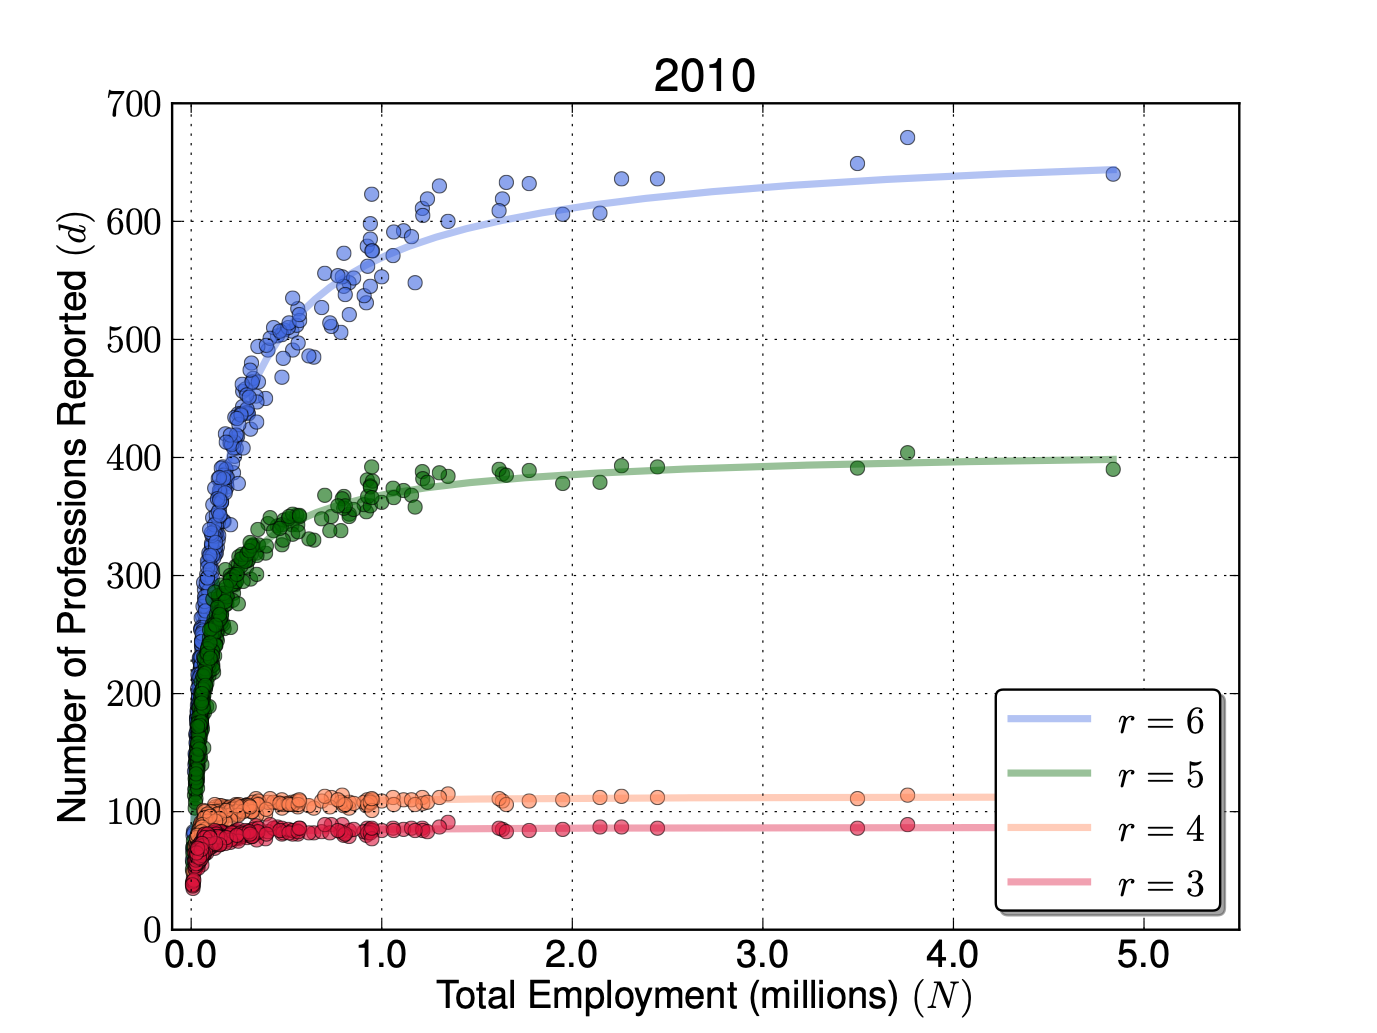 2010
Number of Professions Reported (d)
700
600
500
400
300
200
100
0
0.0 1.0 2.0 3.0 4.0 5.0
Total Employment (millions) (N)
r = 6
r = 5
r = 4
r = 3